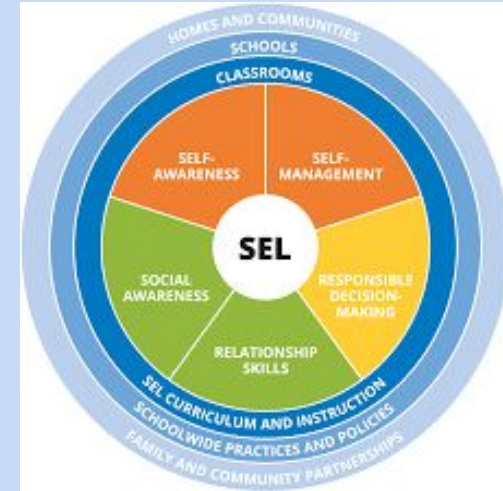 HOMES AND COMMUNITIES
SCHOOLS
CLASSROOMS
SELF-
AWARENESS
SELF-
MANAGEMENT
SEL
SOCIAL
AWARENESS
RESPONSIBLE
DECISION-
MAKING
RELATIONSHIP
SKILLS
SEL CURRICULUM AND INSTRUCTION
SCHOOLWIDE PRACTICES AND POLICIES
FAMILY AND COMMUNITY PARTNERSHIPS